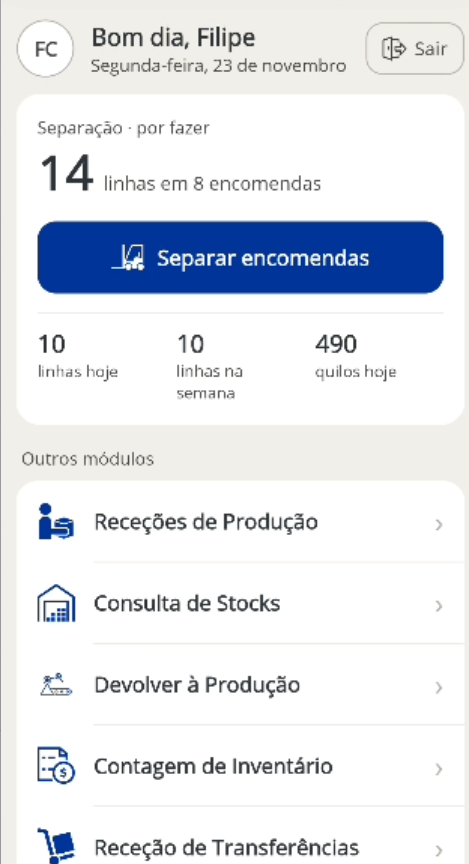 FC
Bom dia, Filipe
Segunda-feira, 23 de novembro
Sair
Separação · por fazer
14 linhas em 8 encomendas
Separar encomendas
10
linhas hoje
10
linhas na
semana
490
quilos hoje
Outros módulos
Receções de Produção
Consulta de Stocks
Devolver à Produção
Contagem de Inventário
Receção de Transferências